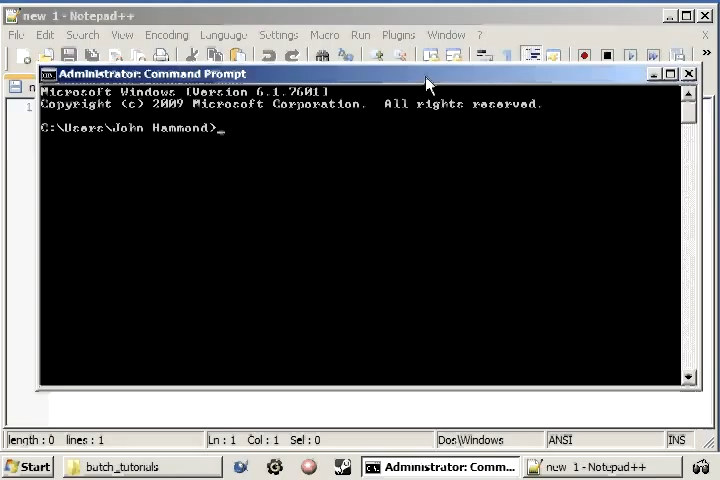 new 1 - Notepad++
File Edit Search View Encoding Language Settings Macro Run Plugins Window ? X
Administrator: Command Prompt
Microsoft Windows [Version 6.1.7601]
Copyright (c) 2009 Microsoft Corporation. All rights reserved.
1
C:\Users\John Hammond>_
length : 0 lines : 1 Ln : 1 Col : 1 Sel : 0 Dos\Windows ANSI INS
Start batch_tutorials Administrator: Comm... new 1 - Notepad++